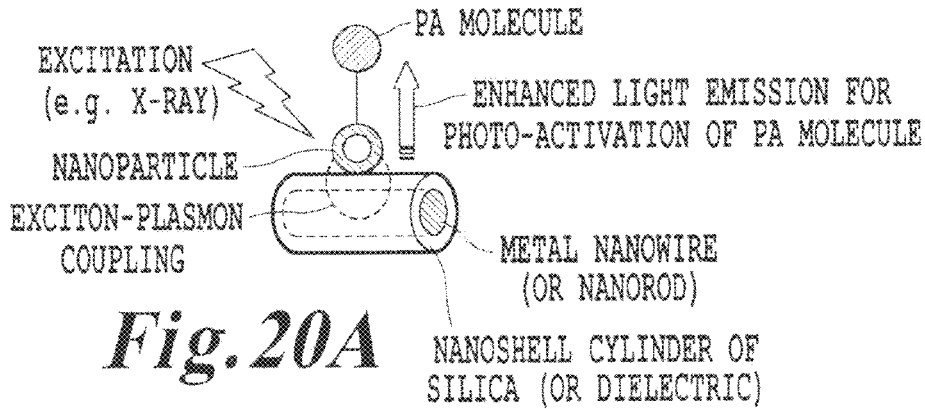 PA MOLECULE
EXCITATION
(e.g. X-RAY)
ENHANCED LIGHT EMISSION FOR
PHOTO-ACTIVATION OF PA MOLECULE
NANOPARTICLE
EXCITON-PLASMON
COUPLING
METAL NANOWIRE
(OR NANOROD)
Fig. 20A
NANOSHELL CYLINDER OF
SILICA (OR DIELECTRIC)